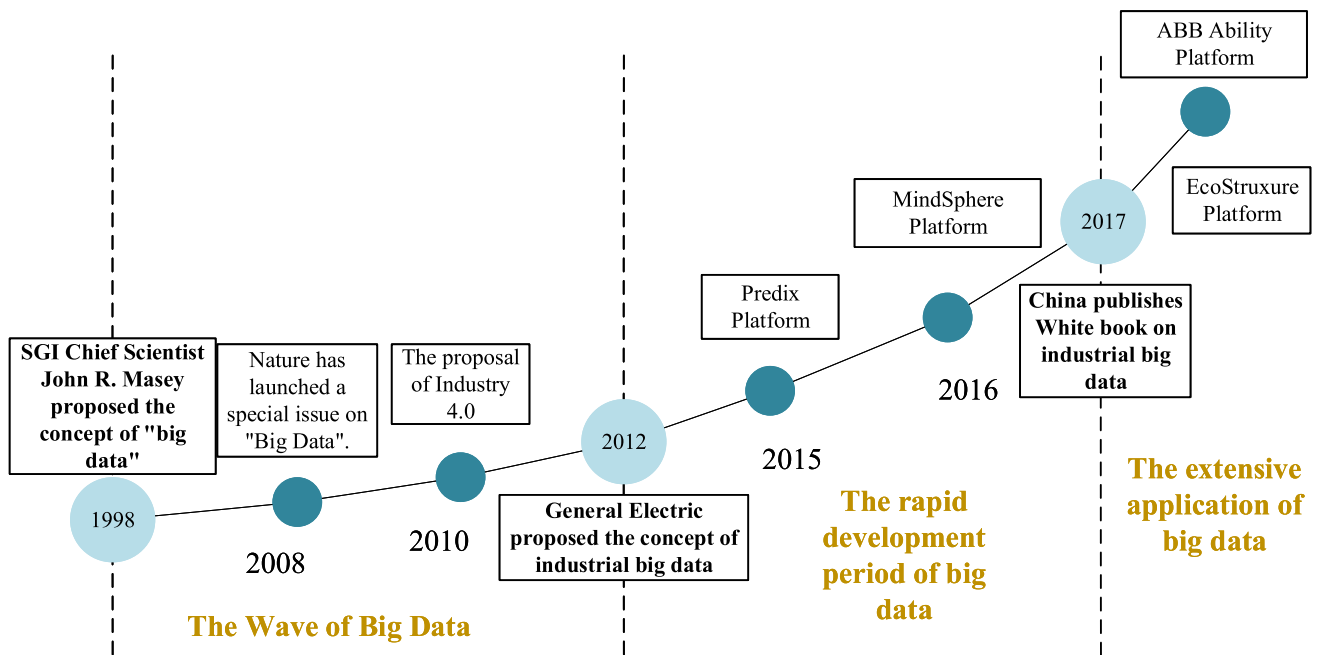 ABB Ability
Platform
EcoStruxure
Platform
MindSphere
Platform
2017
China publishes
White book on
industrial big
data
Predix
Platform
2016
2015
SGI Chief Scientist
John R. Masey
proposed the
concept of "big
data"
1998
Nature has
launched a
special issue on
"Big Data".
2008
The proposal
of Industry
4.0
2010
2012
General Electric
proposed the concept of
industrial big data
The Wave of Big Data
The rapid
development
period of big
data
The extensive
application of
big data